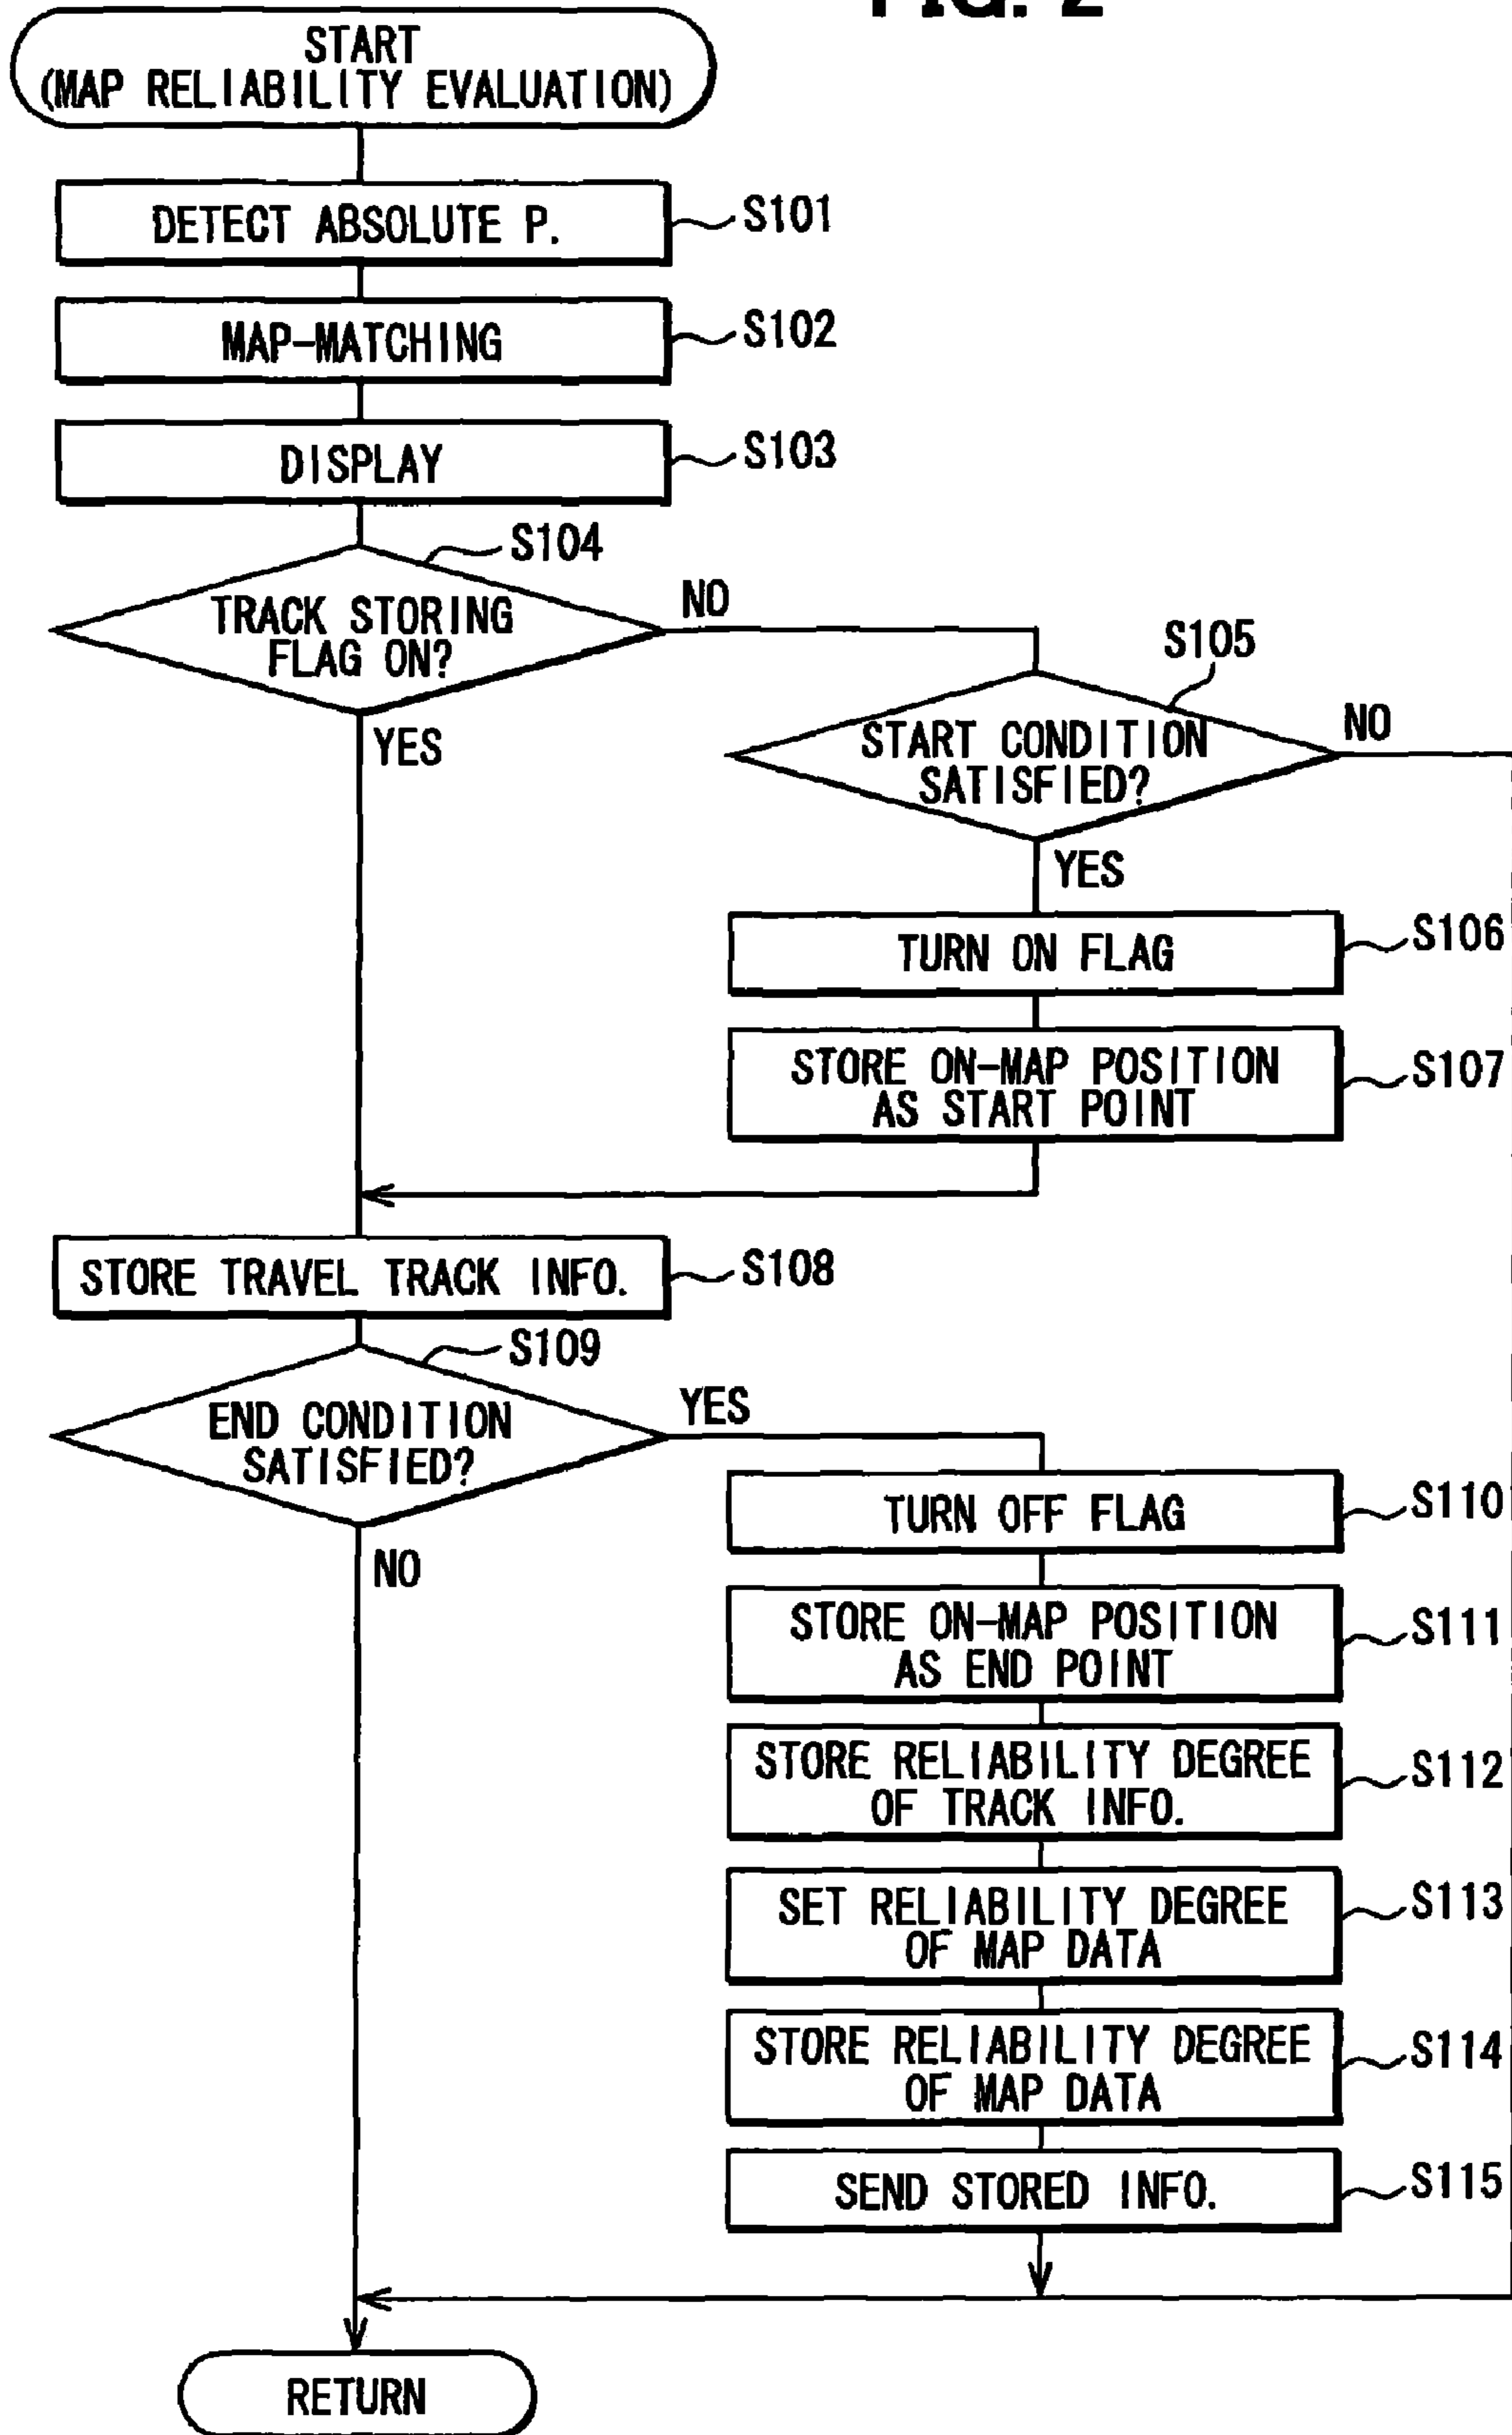 FIG. 2
START
(MAP RELIABILITY EVALUATION)
DETECT ABSOLUTE P.
S101
MAP-MATCHING
S102
DISPLAY
S103
S104
TRACK STORING
FLAG ON?
NO
YES
S105
START CONDITION
SATISFIED?
NO
YES
TURN ON FLAG
S106
STORE ON-MAP POSITION
AS START POINT
S107
STORE TRAVEL TRACK INFO.
S108
S109
END CONDITION
SATISFIED?
YES
NO
TURN OFF FLAG
S110
STORE ON-MAP POSITION
AS END POINT
S111
STORE RELIABILITY DEGREE
OF TRACK INFO.
S112
SET RELIABILITY DEGREE
OF MAP DATA
S113
STORE RELIABILITY DEGREE
OF MAP DATA
S114
SEND STORED INFO.
S115
RETURN